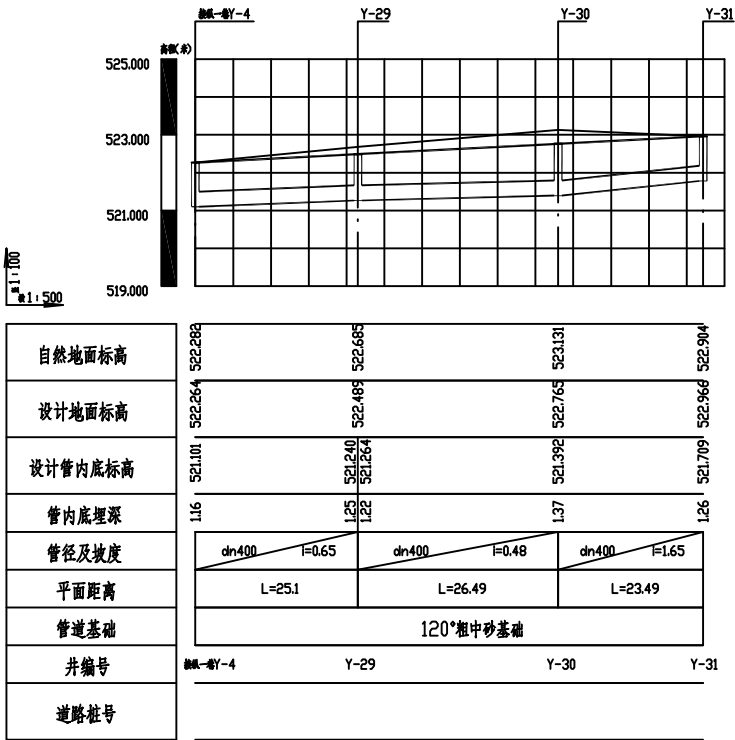 Y-4 Y-29 Y-30 Y-31
高程(米)
525.000
523.000
521.000
519.000
1:100
1:500
自然地面标高 522.282 522.685 523.131 522.904
设计地面标高 522.264 522.489 522.765 522.966
设计管内底标高 521.101 521.240 521.264 521.392 521.709
管内底埋深 1.16 1.25 1.22 1.37 1.26
管径及坡度 dn400 i=0.65 dn400 i=0.48 dn400 i=1.65
平面距离 L=25.1 L=26.49 L=23.49
管道基础 120°粗中砂基础
井编号 Y-4 Y-29 Y-30 Y-31
道路桩号